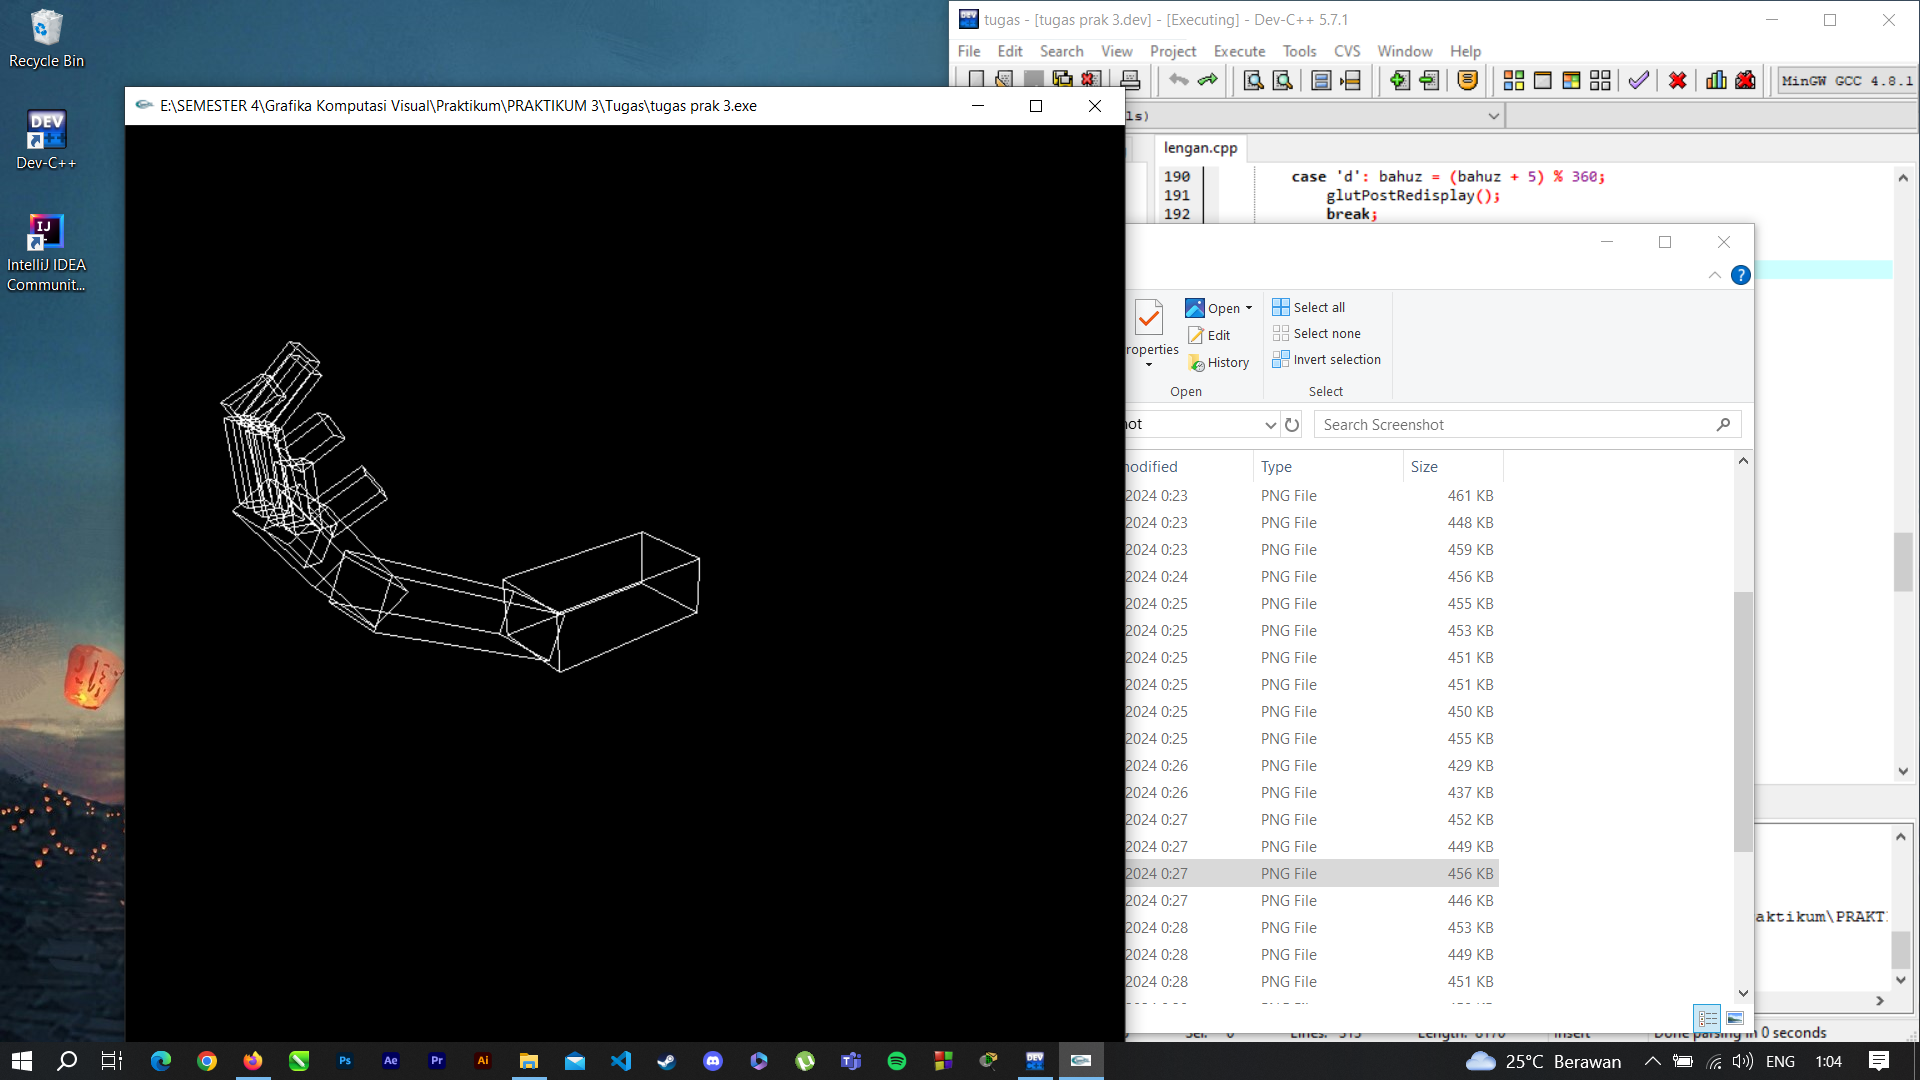 Recycle Bin
Dev-C++
IntelliJ IDEA
Communit...
tugas - [tugas prak 3.dev] - [Executing] - Dev-C++ 5.7.1
File Edit Search View Project Execute Tools CVS Window Help
MinGW GCC 4.8.1
E:\SEMESTER 4\Grafika Komputasi Visual\Praktikum\PRAKTIKUM 3\Tugas\tugas prak 3.exe
ls)
lengan.cpp
190 case 'd': bahuz = (bahuz + 5) % 360;
191 glutPostRedisplay();
192 break;
roperties
Open
Edit
History
Open
Select all
Select none
Invert selection
Select
hot
Search Screenshot
modified Type Size
2024 0:23 PNG File 461 KB
2024 0:23 PNG File 448 KB
2024 0:23 PNG File 459 KB
2024 0:24 PNG File 456 KB
2024 0:25 PNG File 455 KB
2024 0:25 PNG File 453 KB
2024 0:25 PNG File 451 KB
2024 0:25 PNG File 451 KB
2024 0:25 PNG File 450 KB
2024 0:25 PNG File 455 KB
2024 0:26 PNG File 429 KB
2024 0:26 PNG File 437 KB
2024 0:27 PNG File 452 KB
2024 0:27 PNG File 449 KB
2024 0:27 PNG File 456 KB
2024 0:27 PNG File 446 KB
2024 0:28 PNG File 453 KB
2024 0:28 PNG File 449 KB
2024 0:28 PNG File 451 KB
aktikum\PRAKT
Done parsing in 0 seconds
25°C Berawan
ENG
1:04